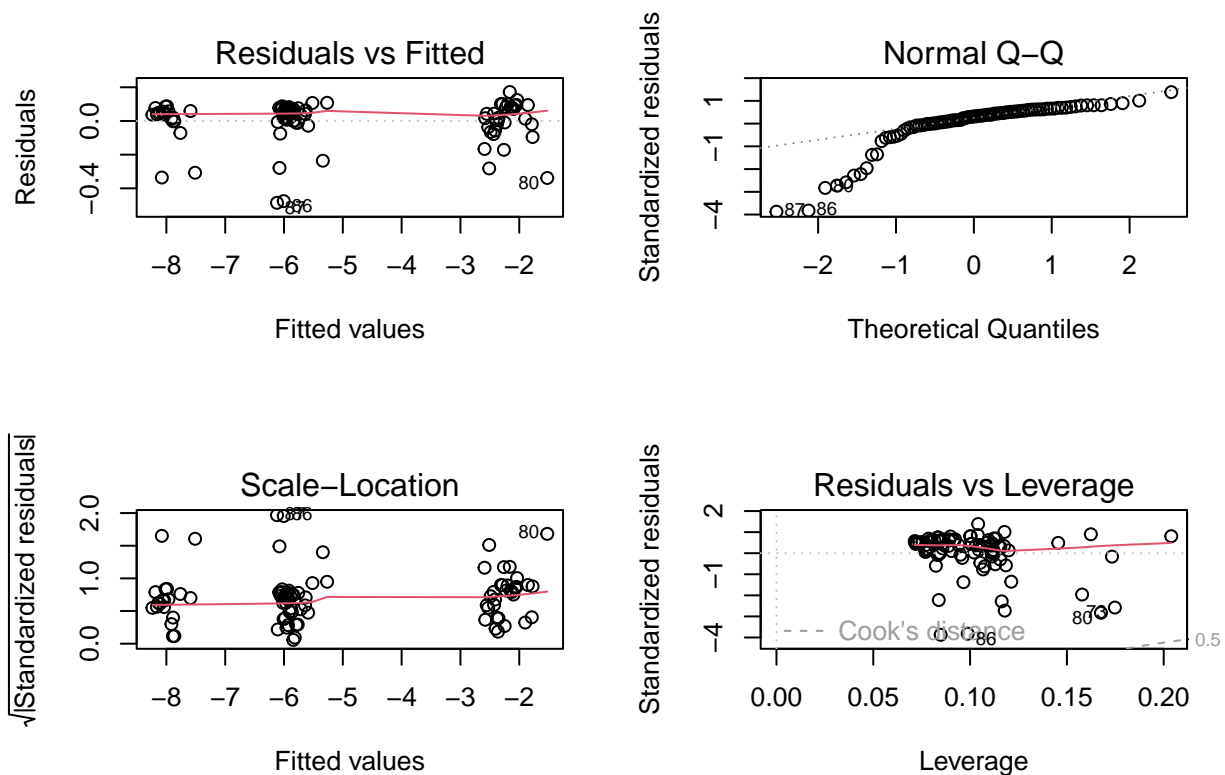 Residuals vs Fitted
Residuals
0.0
−0.4
80
86
87
−8 −7 −6 −5 −4 −3 −2
Fitted values
Normal Q−Q
Standardized residuals
1
−1
−4
87 86
−2 −1 0 1 2
Theoretical Quantiles
Scale−Location
√|Standardized residuals|
2.0
1.0
0.0
80
−8 −7 −6 −5 −4 −3 −2
Fitted values
Residuals vs Leverage
Standardized residuals
2
−1
−4
80
86
Cook's distance
0.5
0.00 0.05 0.10 0.15 0.20
Leverage